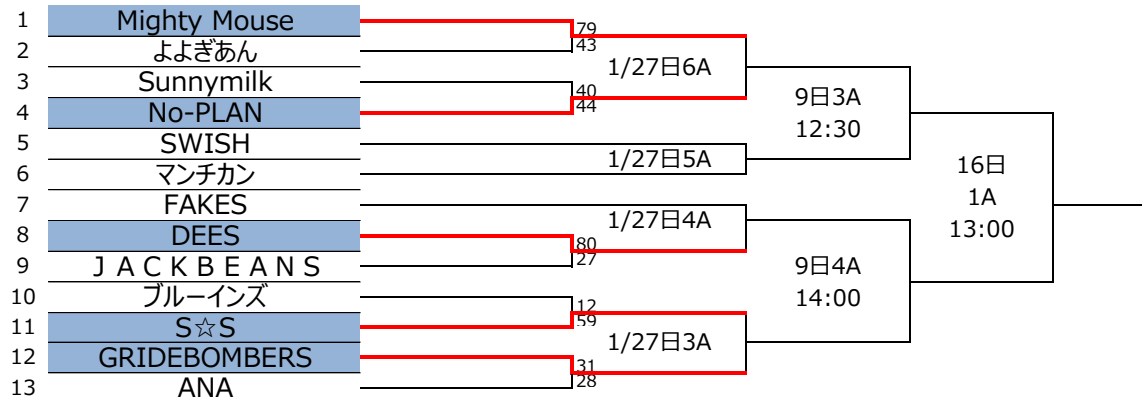 1 Mighty Mouse
79
2 よよぎあん
43
1/27日6A
3 Sunnymilk
40
9日3A
12:30
4 No-PLAN
44
5 SWISH
1/27日5A
6 マンチカン
16日
1A
13:00
7 FAKES
1/27日4A
8 DEES
80
9 ＪＡＣＫＢＥＡＮＳ
27
9日4A
14:00
10 ブルーインズ
12
11 S☆S
59
1/27日3A
12 GRIDEBOMBERS
31
13 ANA
28